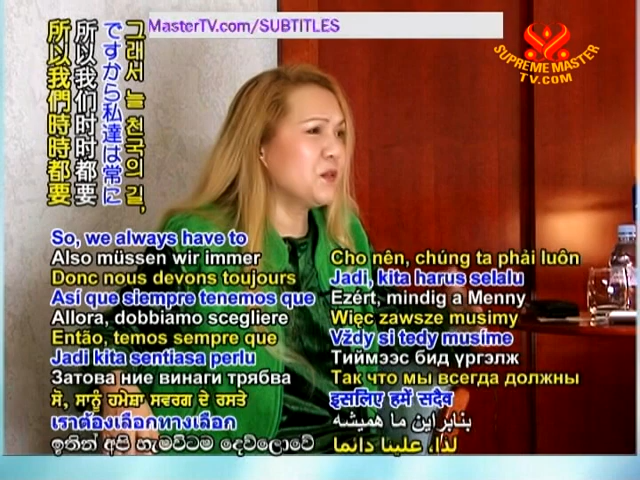 MasterTV.com/SUBTITLES
SUPREME MASTER
TV.COM
그래서 늘 천국의 길,
ですから私達は常に
所以我们时时都要
所以我們時時都要
So, we always have to
Also müssen wir immer
Donc nous devons toujours
Así que siempre tenemos que
Allora, dobbiamo scegliere
Então, temos sempre que
Jadi kita sentiasa perlu
Затова ние винаги трябва
ਸੋ, ਸਾਨੂੰ ਹਮੇਸ਼ਾ ਸਵਰਗ ਦੇ ਰਸਤੇ
เราต้องเลือกทางเลือก
ඉතින් අපි හැමවිටම දෙව්ලොවේ
Cho nên, chúng ta phải luôn
Jadi, kita harus selalu
Ezért, mindig a Menny
Więc zawsze musimy
Vždy si tedy musíme
Тиймээс бид үргэлж
Так что мы всегда должны
इसलिए हमें सदैव
بنابراین ما همیشه
لذا، علينا دائما